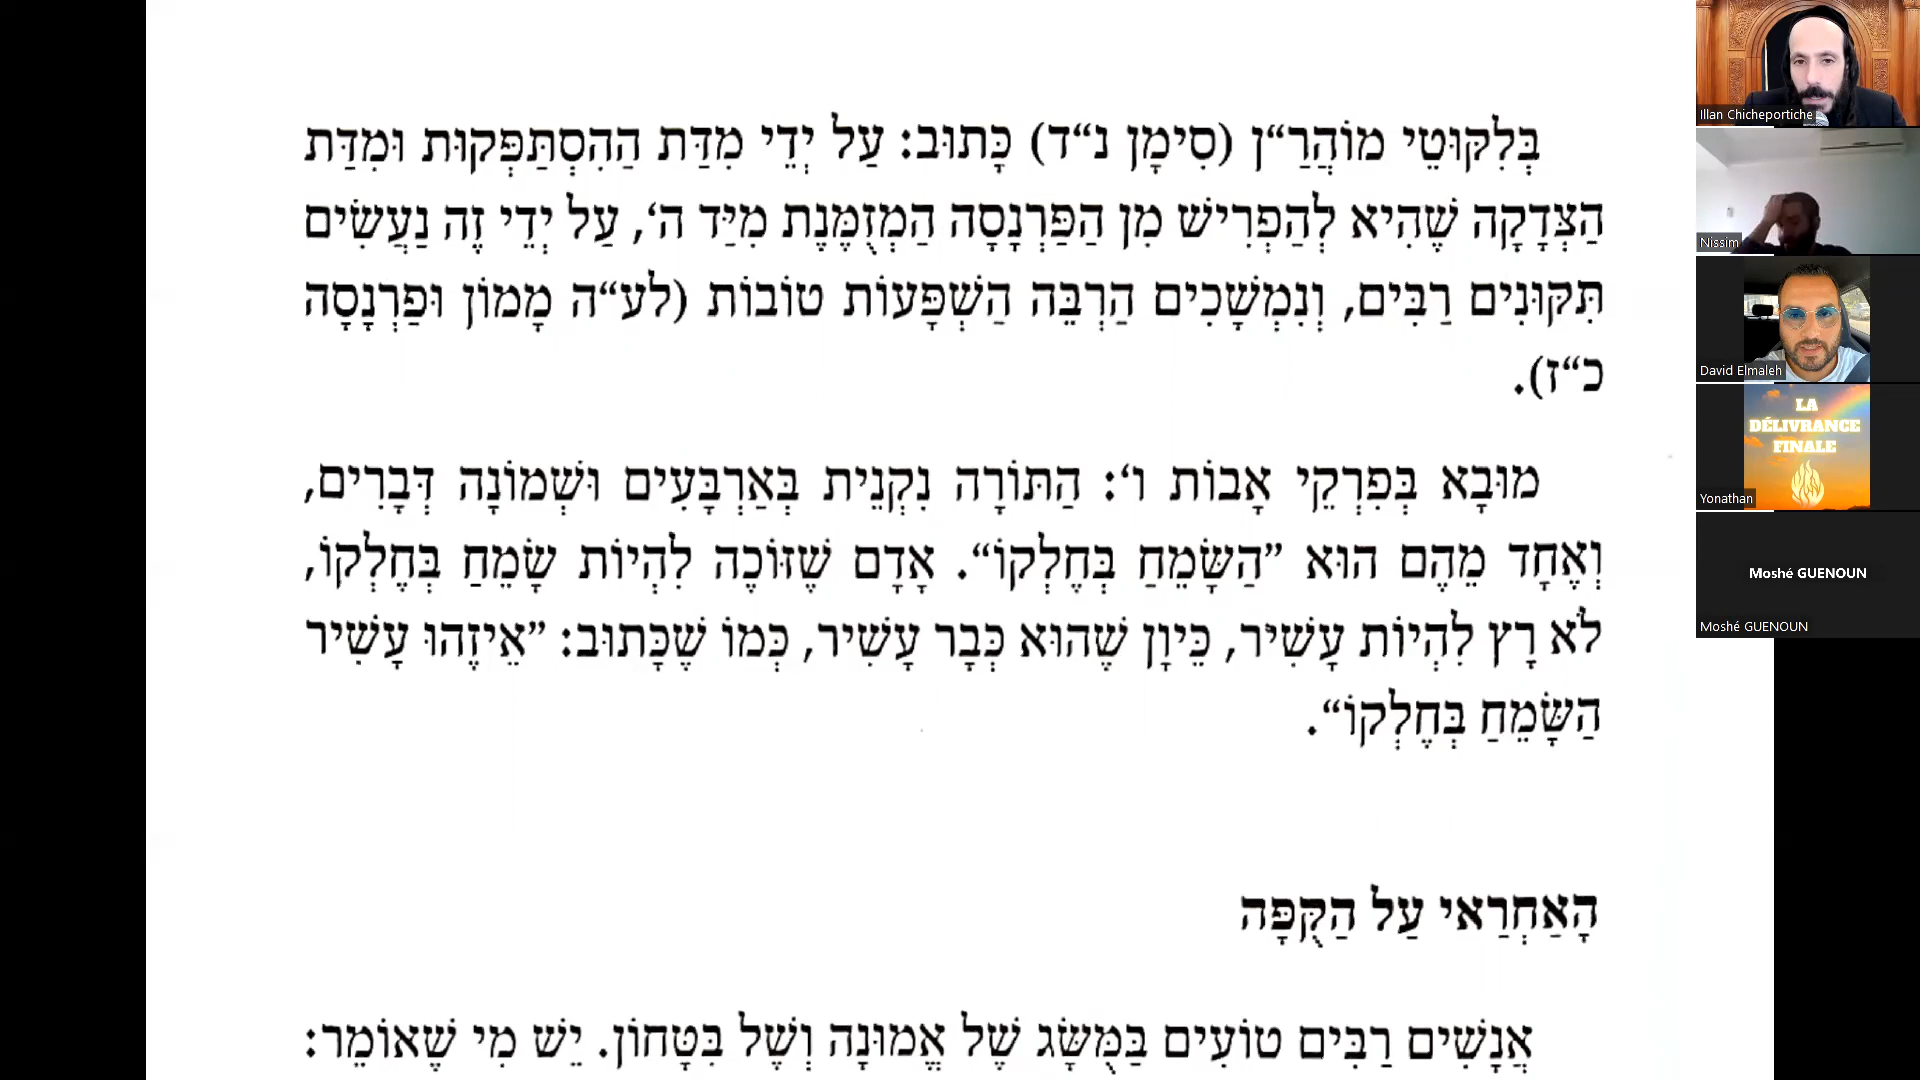 בְּלִקּוּטֵי מוֹהֲרַ״ן (סִימָן נ״ד) כָּתוּב: עַל יְדֵי מִדַּת הַהִסְתַּפְּקוּת וּמִדַּת
הַצְּדָקָה שֶׁהִיא לְהַפְרִישׁ מִן הַפַּרְנָסָה הַמְזֻמֶּנֶת מִיַּד ה׳, עַל יְדֵי זֶה נַעֲשִׂים
תִּקּוּנִים רַבִּים, וְנִמְשָׁכִים הַרְבֵּה הַשְׁפָּעוֹת טוֹבוֹת (לע״ה מָמוֹן וּפַרְנָסָה
כ״ז).
מוּבָא בְּפִרְקֵי אָבוֹת ו׳: הַתּוֹרָה נִקְנֵית בְּאַרְבָּעִים וּשְׁמוֹנָה דְּבָרִים,
וְאֶחָד מֵהֶם הוּא ״הַשָּׂמֵחַ בְּחֶלְקוֹ״. אָדָם שֶׁזּוֹכֶה לִהְיוֹת שָׂמֵחַ בְּחֶלְקוֹ,
לֹא רָץ לִהְיוֹת עָשִׁיר, כֵּיוָן שֶׁהוּא כְּבָר עָשִׁיר, כְּמוֹ שֶׁכָּתוּב: ״אֵיזֶהוּ עָשִׁיר
הַשָּׂמֵחַ בְּחֶלְקוֹ״.
הָאַחְרַאי עַל הַקֻּפָּה
אֲנָשִׁים רַבִּים טוֹעִים בַּמֻּשָּׂג שֶׁל אֱמוּנָה וְשֶׁל בִּטָּחוֹן. יֵשׁ מִי שֶׁאוֹמֵר:
Illan Chicheportiche
Nissim
David Elmaleh
LA
DÉLIVRANCE
FINALE
Yonathan
Moshé GUENOUN
Moshé GUENOUN